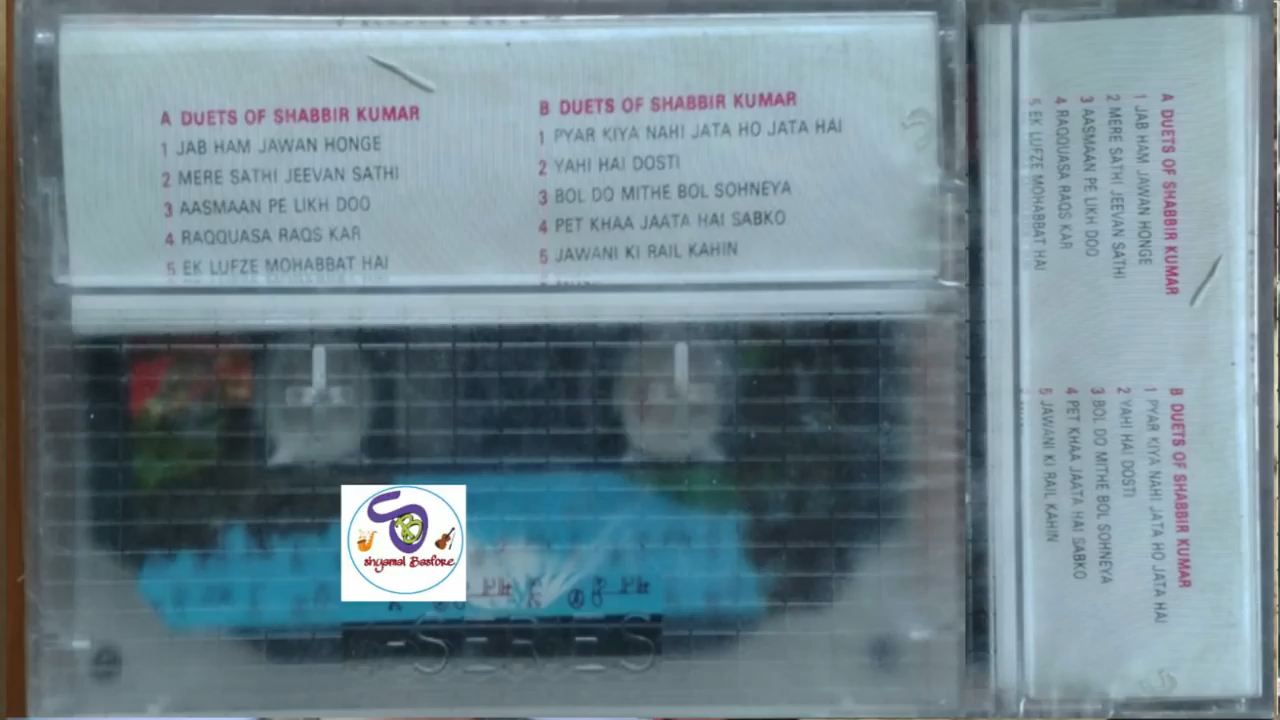 A DUETS OF SHABBIR KUMAR
1 JAB HAM JAWAN HONGE
2 MERE SATHI JEEVAN SATHI
3 AASMAAN PE LIKH DOO
4 RAQQUASA RAQS KAR
5 EK LUFZE MOHABBAT HAI
B DUETS OF SHABBIR KUMAR
1 PYAR KIYA NAHI JATA HO JATA HAI
2 YAHI HAI DOSTI
3 BOL DO MITHE BOL SOHNEYA
4 PET KHAA JAATA HAI SABKO
5 JAWANI KI RAIL KAHIN
SB
Shyamal Basfore
-SERIES
A DUETS OF SHABBIR KUMAR
1 JAB HAM JAWAN HONGE
2 MERE SATHI JEEVAN SATHI
3 AASMAAN PE LIKH DOO
4 RAQQUASA RAQS KAR
5 EK LUFZE MOHABBAT HAI
B DUETS OF SHABBIR KUMAR
1 PYAR KIYA NAHI JATA HO JATA HAI
2 YAHI HAI DOSTI
3 BOL DO MITHE BOL SOHNEYA
4 PET KHAA JAATA HAI SABKO
5 JAWANI KI RAIL KAHIN